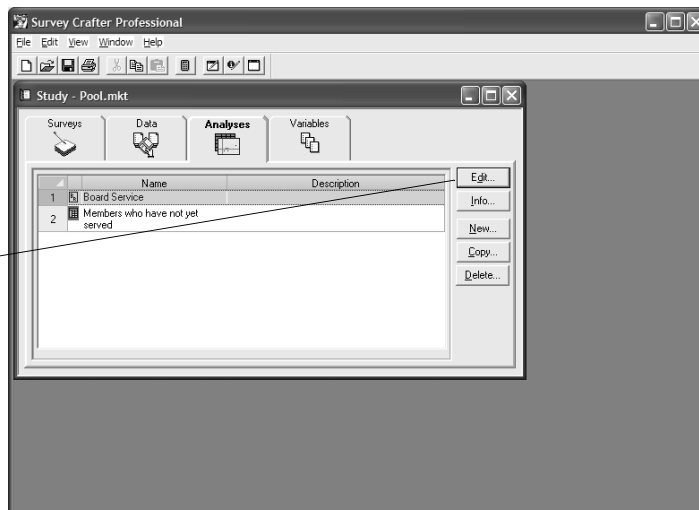 Survey Crafter Professional
File Edit View Window Help
Study - Pool.mkt
Surveys Data Analyses Variables
Name Description
1 Board Service
2 Members who have not yet
served
Edit...
Info...
New...
Copy...
Delete...